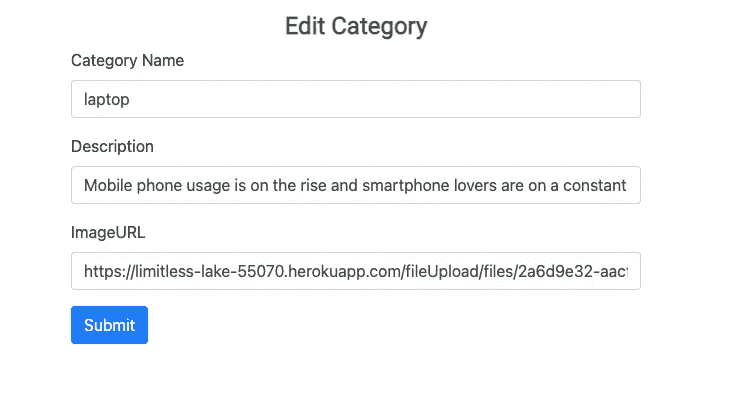 Edit Category
Category Name
laptop
Description
Mobile phone usage is on the rise and smartphone lovers are on a constant
ImageURL
https://limitless-lake-55070.herokuapp.com/fileUpload/files/2a6d9e32-aac
Submit